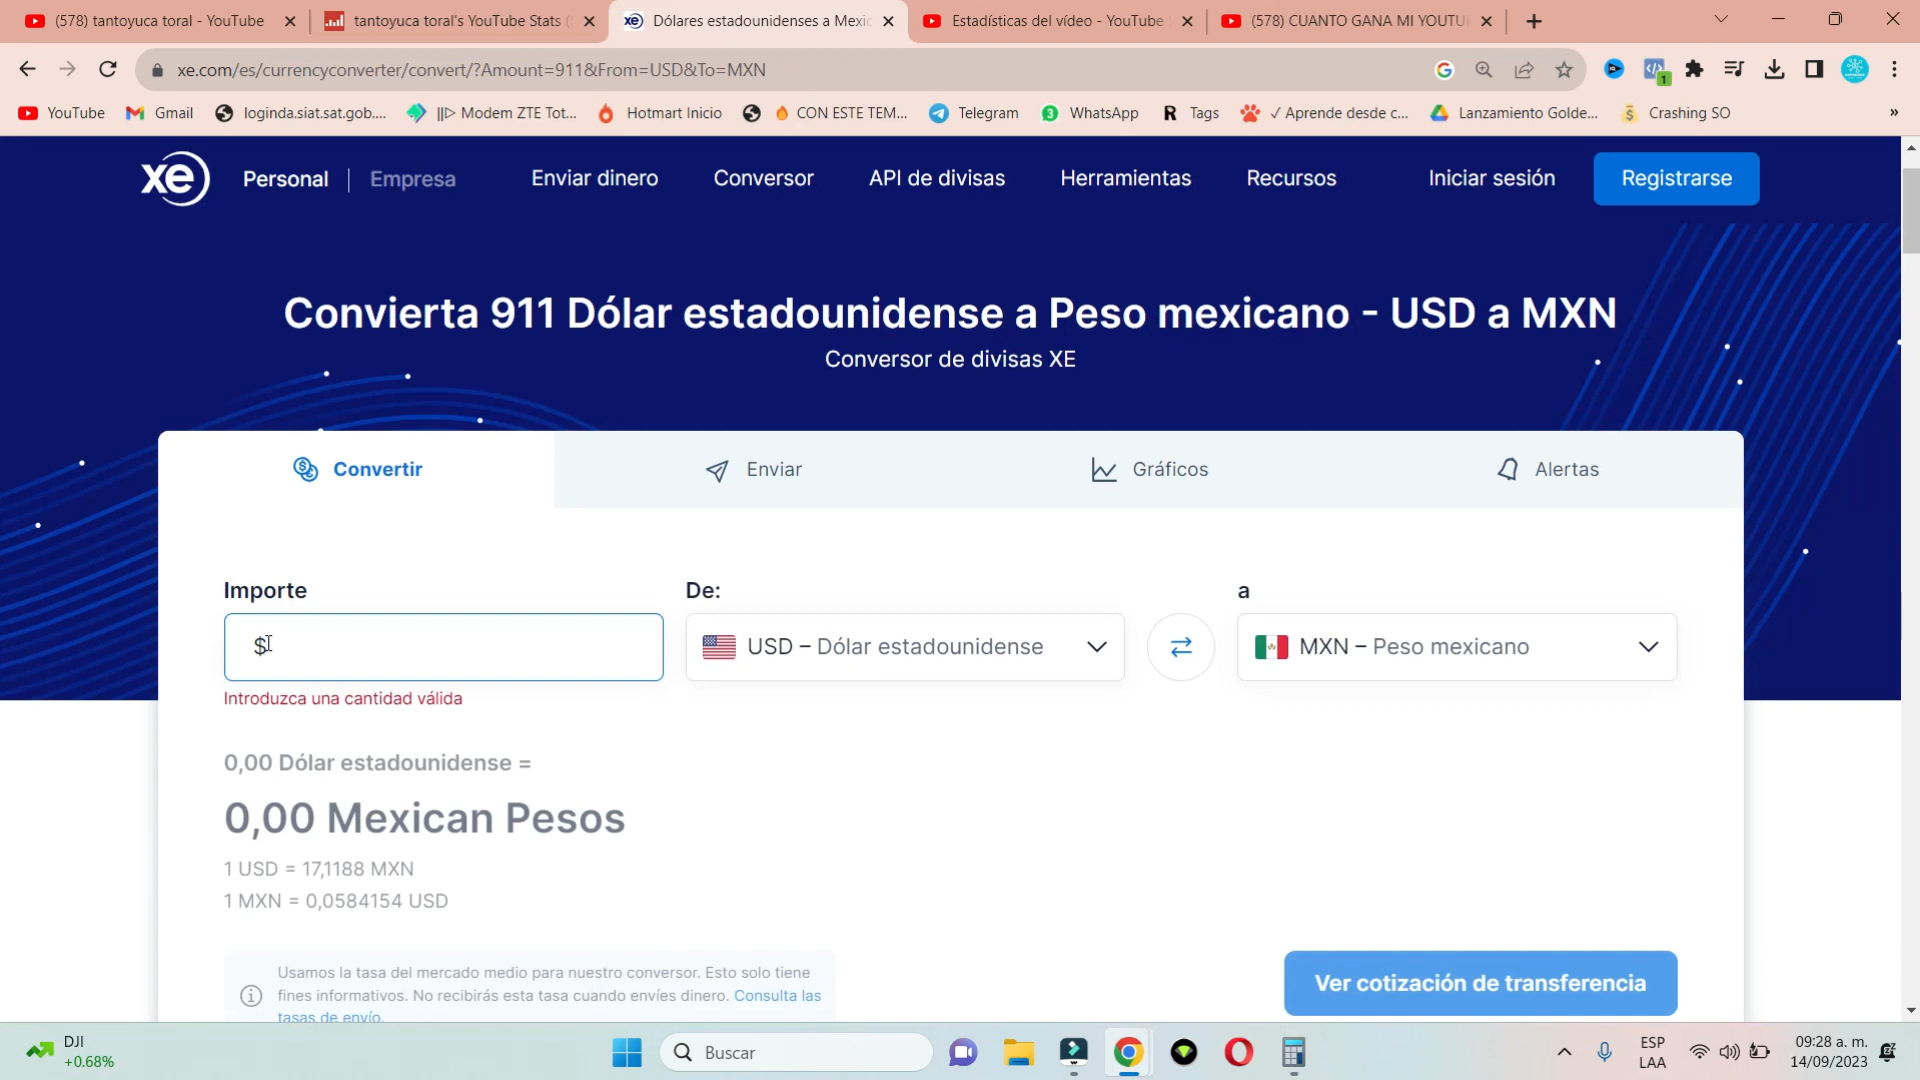 (578) tantoyuca toral - YouTube
tantoyuca toral's YouTube Stats (
Dólares estadounidenses a Mexic
Estadísticas del vídeo - YouTube
(578) CUANTO GANA MI YOUTU
xe.com/es/currencyconverter/convert/?Amount=911&From=USD&To=MXN
1
YouTube
Gmail
loginda.siat.sat.gob....
||▷ Modem ZTE Tot...
Hotmart Inicio
CON ESTE TEM...
Telegram
3
WhatsApp
R
Tags
✓ Aprende desde c...
Lanzamiento Golde...
Crashing SO
»
xe
Personal
Empresa
Enviar dinero
Conversor
API de divisas
Herramientas
Recursos
Iniciar sesión
Registrarse
Convierta 911 Dólar estadounidense a Peso mexicano - USD a MXN
Conversor de divisas XE
Convertir
Enviar
Gráficos
Alertas
Importe
De:
a
$
USD – Dólar estadounidense
MXN – Peso mexicano
Introduzca una cantidad válida
0,00 Dólar estadounidense =
0,00 Mexican Pesos
1 USD = 17,1188 MXN
1 MXN = 0,0584154 USD
Usamos la tasa del mercado medio para nuestro conversor. Esto solo tiene
fines informativos. No recibirás esta tasa cuando envíes dinero. Consulta las
tasas de envío.
Ver cotización de transferencia
DJI
+0.68%
Buscar
ESP
LAA
09:28 a. m.
14/09/2023